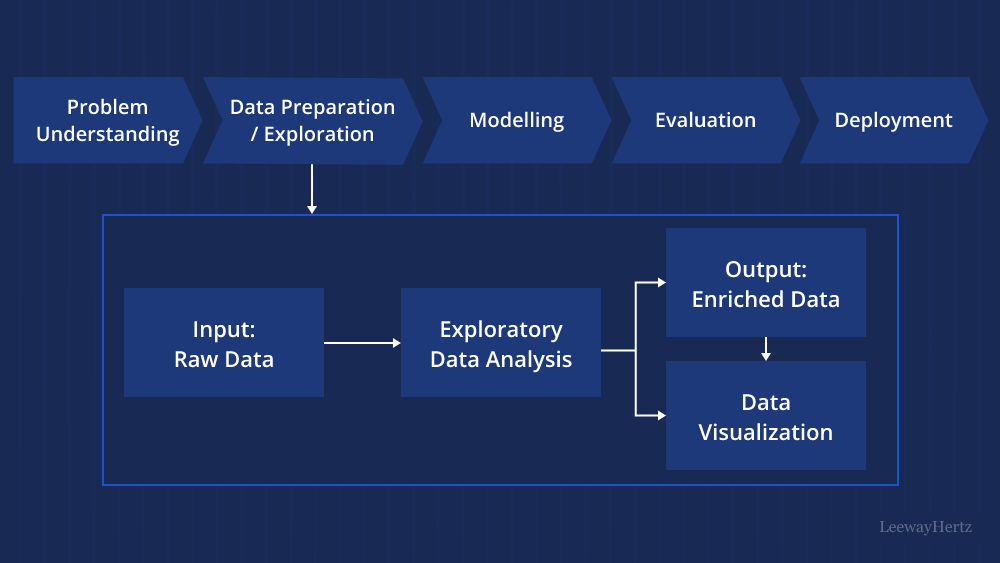 Problem
Understanding
Data Preparation
/ Exploration
Modelling
Evaluation
Deployment
Input:
Raw Data
Exploratory
Data Analysis
Output:
Enriched Data
Data
Visualization
LeewayHertz